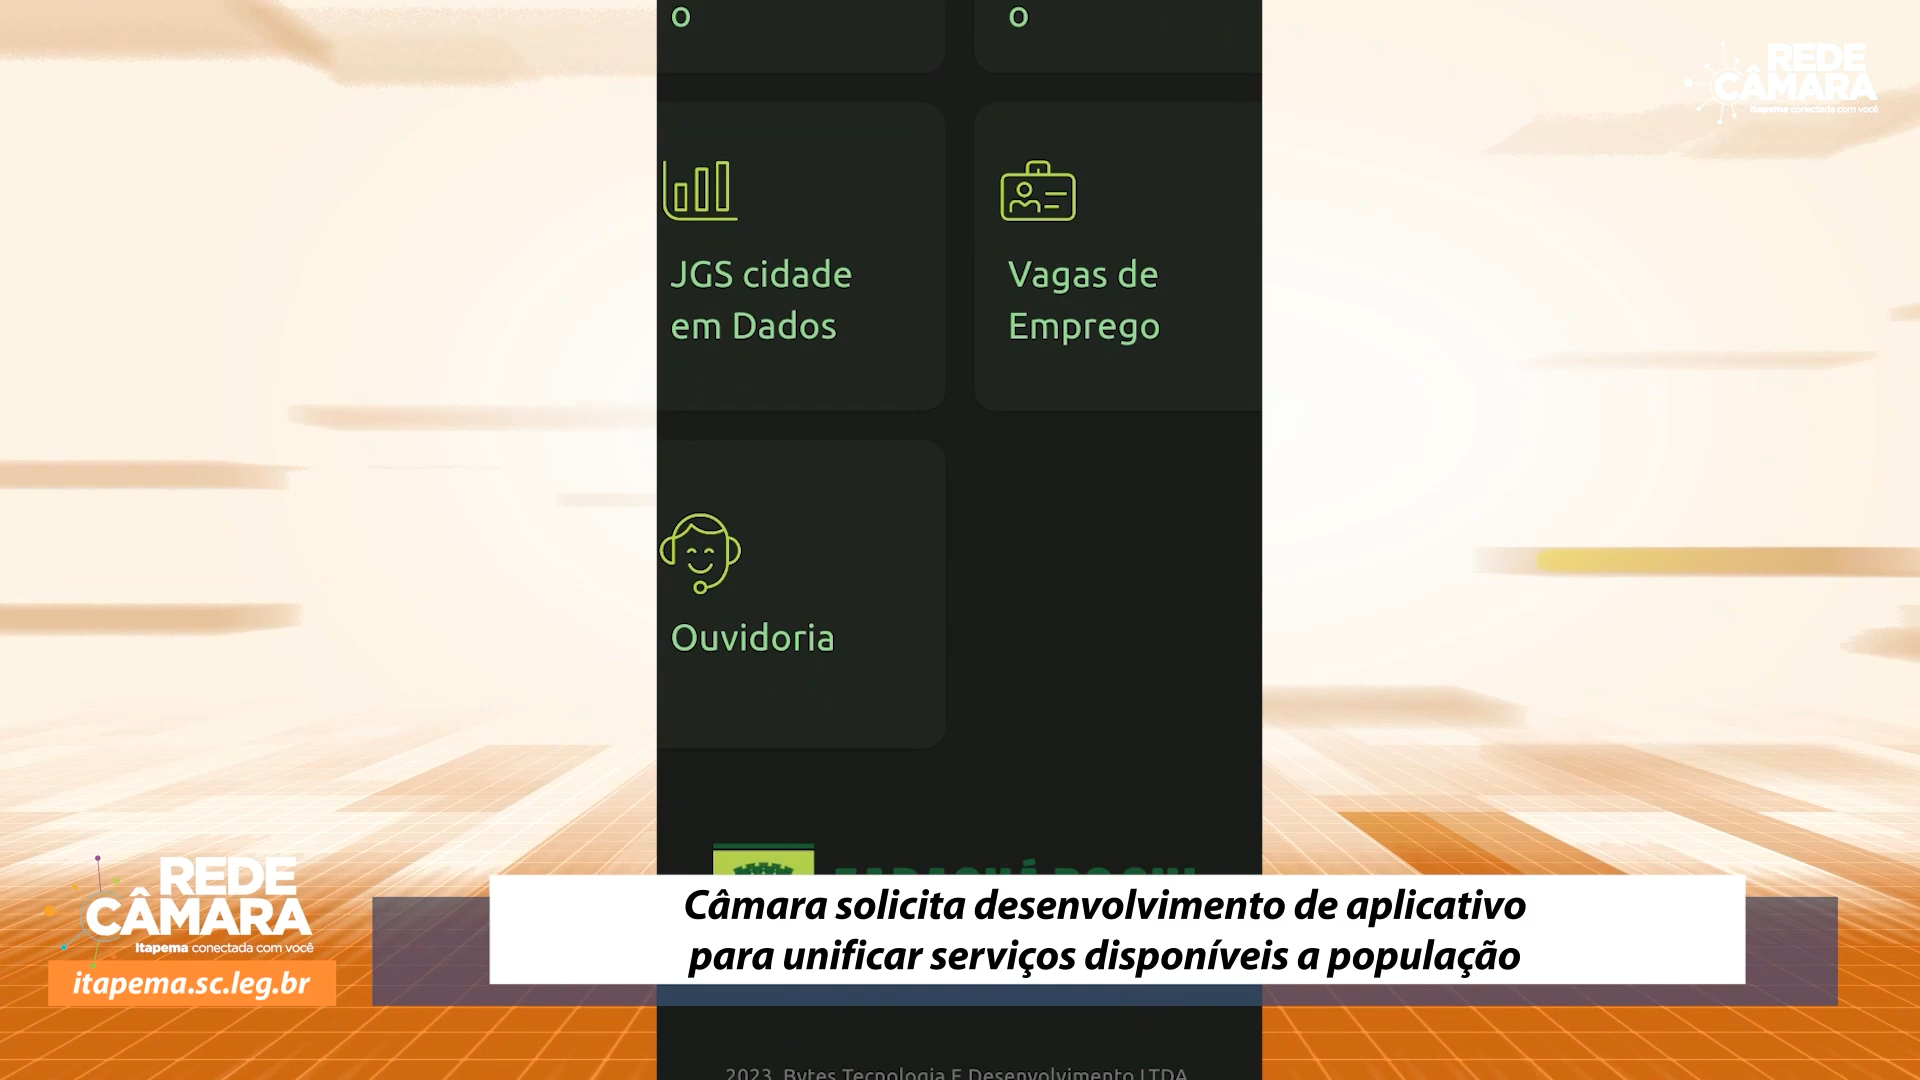 o
o
REDE
CÂMARA
Itapema conectada com você
JGS cidade
em Dados
Vagas de
Emprego
Ouvidoria
REDE
CÂMARA
Itapema conectada com você
itapema.sc.leg.br
Câmara solicita desenvolvimento de aplicativo
para unificar serviços disponíveis a população
2023. Bytes Tecnologia E Desenvolvimento LTDA